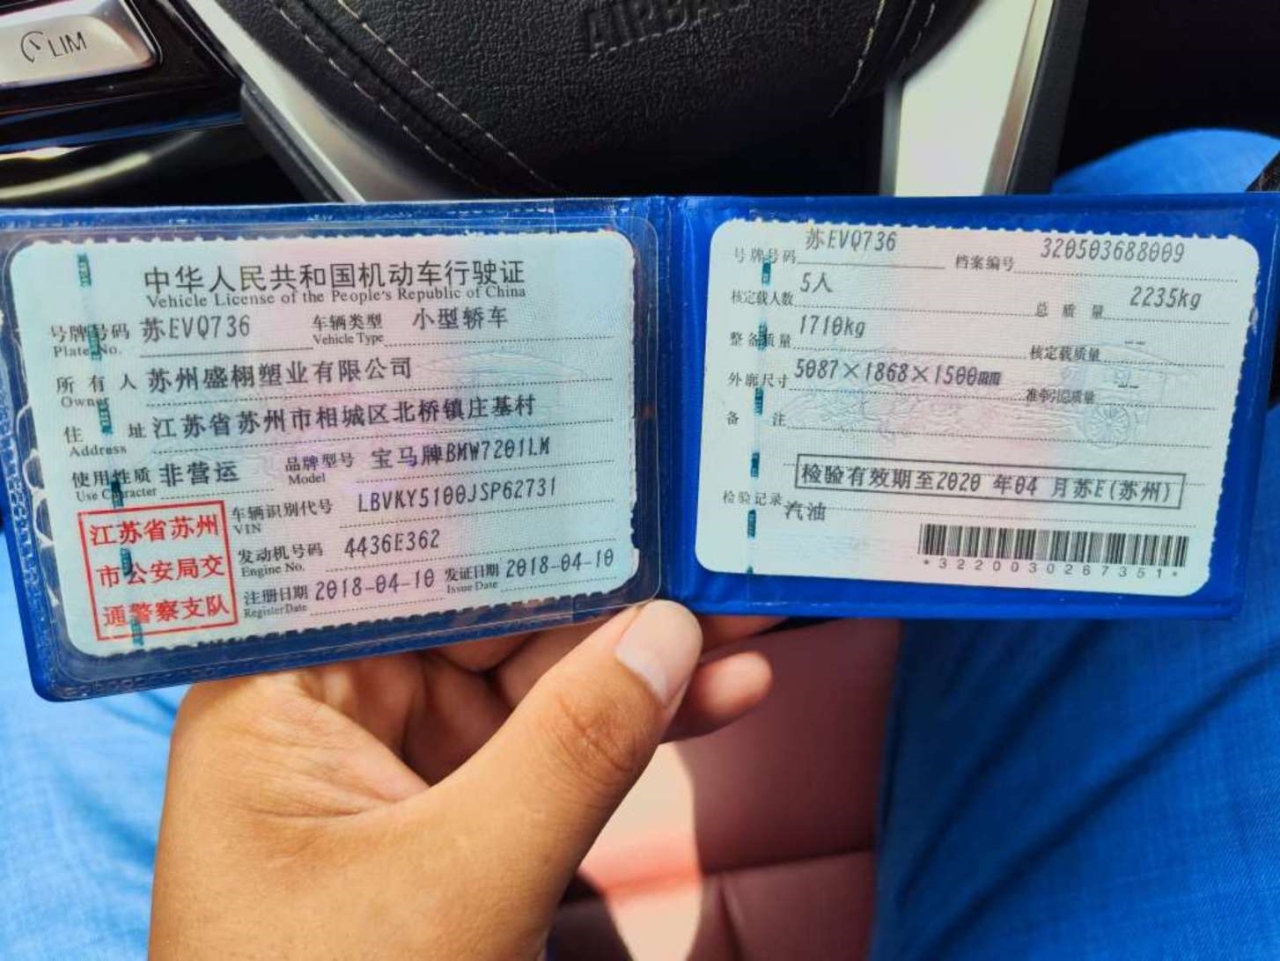 LIM
AIRBAG
中华人民共和国机动车行驶证
Vehicle License of the People's Republic of China
号牌号码 苏EVQ736 车辆类型 小型轿车
Plate No. Vehicle Type
所有人 苏州盛栩塑业有限公司
Owner
住址 江苏省苏州市相城区北桥镇庄基村
Address
使用性质 非营运 品牌型号 宝马牌BMW7201LM
Use Character Model
江苏省苏州
市公安局交
通警察支队
车辆识别代号 LBVKY5100JSP62731
VIN
发动机号码 4436E362
Engine No.
注册日期 2018-04-10 发证日期 2018-04-10
Register Date Issue Date
号牌号码 苏EVQ736 档案编号 320503688009
核定载人数 5人 总质量 2235kg
整备质量 1710kg 核定载质量 --
外廓尺寸 5087×1868×1500mm 准牵引总质量 --
备注
检验有效期至2020 年04 月苏E(苏州)
检验记录 汽油
*3220030267351*